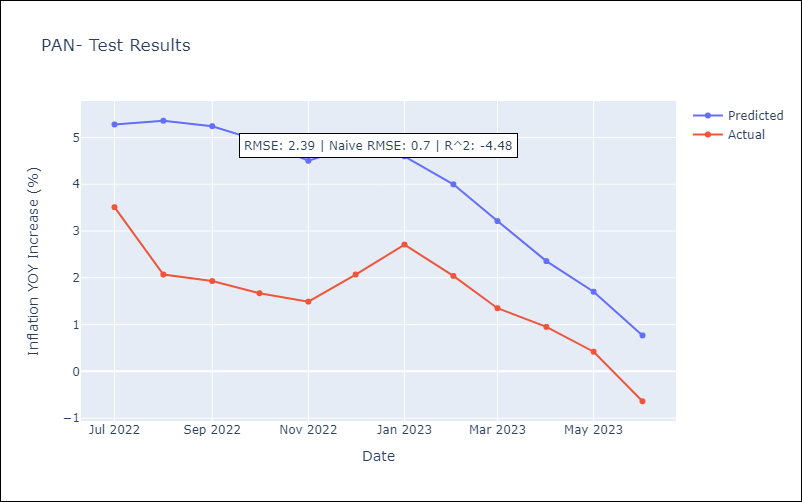 PAN- Test Results
Predicted
Actual
RMSE: 2.39 | Naive RMSE: 0.7 | R^2: -4.48
Inflation YOY Increase (%)
5
4
3
2
1
0
−1
Jul 2022 Sep 2022 Nov 2022 Jan 2023 Mar 2023 May 2023
Date